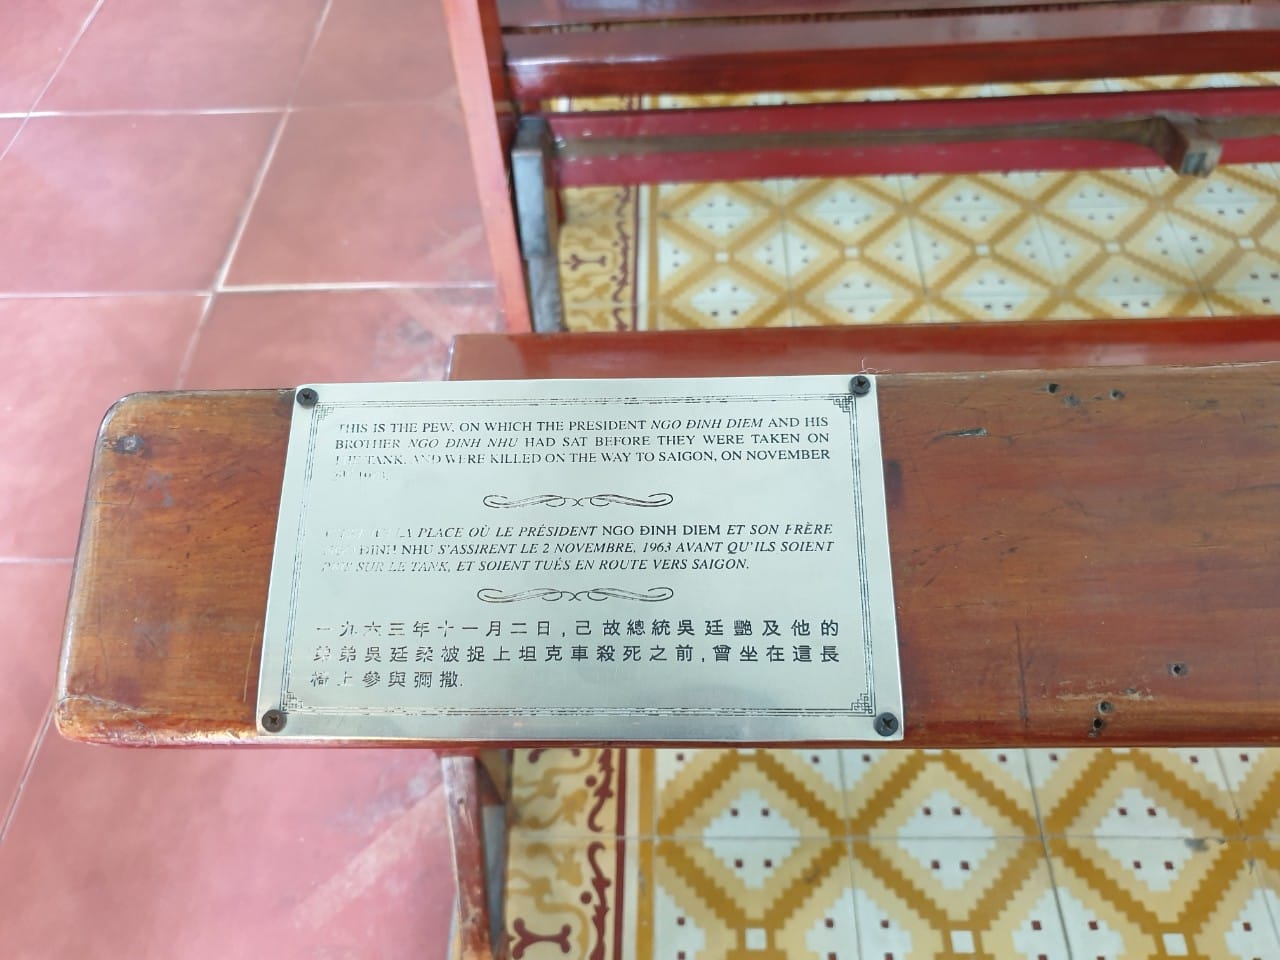 THIS IS THE PEW, ON WHICH THE PRESIDENT NGO ĐINH DIEM AND HIS
BROTHER NGO ĐINH NHU HAD SAT BEFORE THEY WERE TAKEN ON
THE TANK, AND WERE KILLED ON THE WAY TO SAIGON, ON NOVEMBER
LA PLACE OÙ LE PRÉSIDENT NGO ĐINH DIEM ET SON FRÈRE
ĐINH NHU S'ASSIRENT LE 2 NOVEMBRE, 1963 AVANT QU'ILS SOIENT
SUR LE TANK, ET SOIENT TUÉS EN ROUTE VERS SAIGON.
一九六三年十一月二日,己故總統吳廷艷及他的
弟弟吳廷柔被捉上坦克車殺死之前,曾坐在這長
椅上參與彌撒.